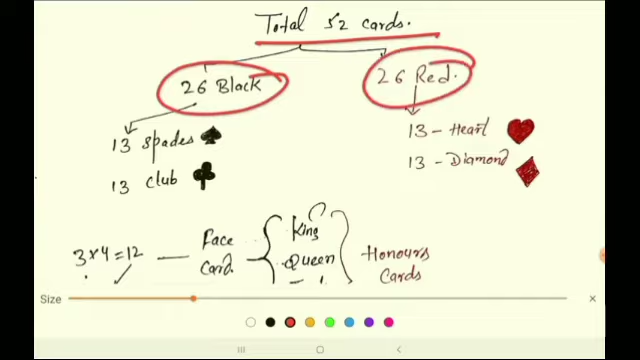 Total 52 cards.
26 Black
26 Red.
13 spades
13 club
13 - Heart
13 - Diamond
3×4=12 — Face Card
King
Queen
Honours Cards
Size